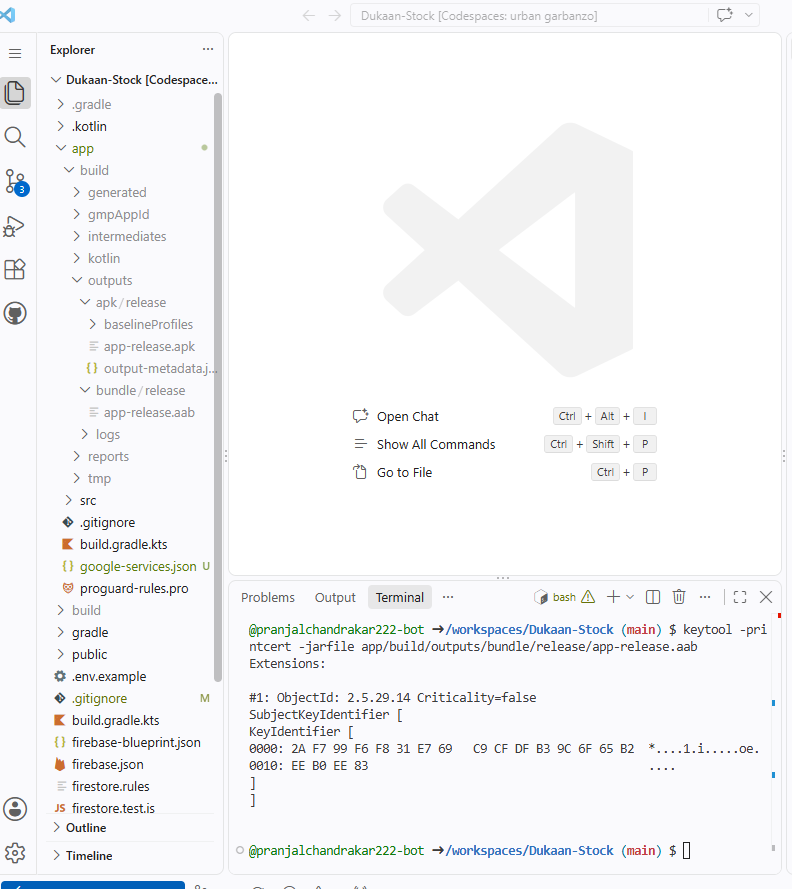 Dukaan-Stock [Codespaces: urban garbanzo]
Explorer
Dukaan-Stock [Codespace...
.gradle
.kotlin
app
build
generated
gmpAppId
intermediates
kotlin
outputs
apk / release
baselineProfiles
app-release.apk
{} output-metadata.j...
bundle / release
app-release.aab
logs
reports
tmp
src
.gitignore
build.gradle.kts
{} google-services.json U
proguard-rules.pro
build
gradle
public
.env.example
.gitignore M
build.gradle.kts
{} firebase-blueprint.json
firebase.json
firestore.rules
JS firestore.test.js
Outline
Timeline
3
Open Chat Ctrl + Alt + I
Show All Commands Ctrl + Shift + P
Go to File Ctrl + P
Problems Output Terminal ... bash
@pranjalchandrakar222-bot ➜/workspaces/Dukaan-Stock (main) $ keytool -pri
ntcert -jarfile app/build/outputs/bundle/release/app-release.aab
Extensions:
#1: ObjectId: 2.5.29.14 Criticality=false
SubjectKeyIdentifier [
KeyIdentifier [
0000: 2A F7 99 F6 F8 31 E7 69 C9 CF DF B3 9C 6F 65 B2 *....1.i.....oe.
0010: EE B0 EE 83 ....
]
]
@pranjalchandrakar222-bot ➜/workspaces/Dukaan-Stock (main) $